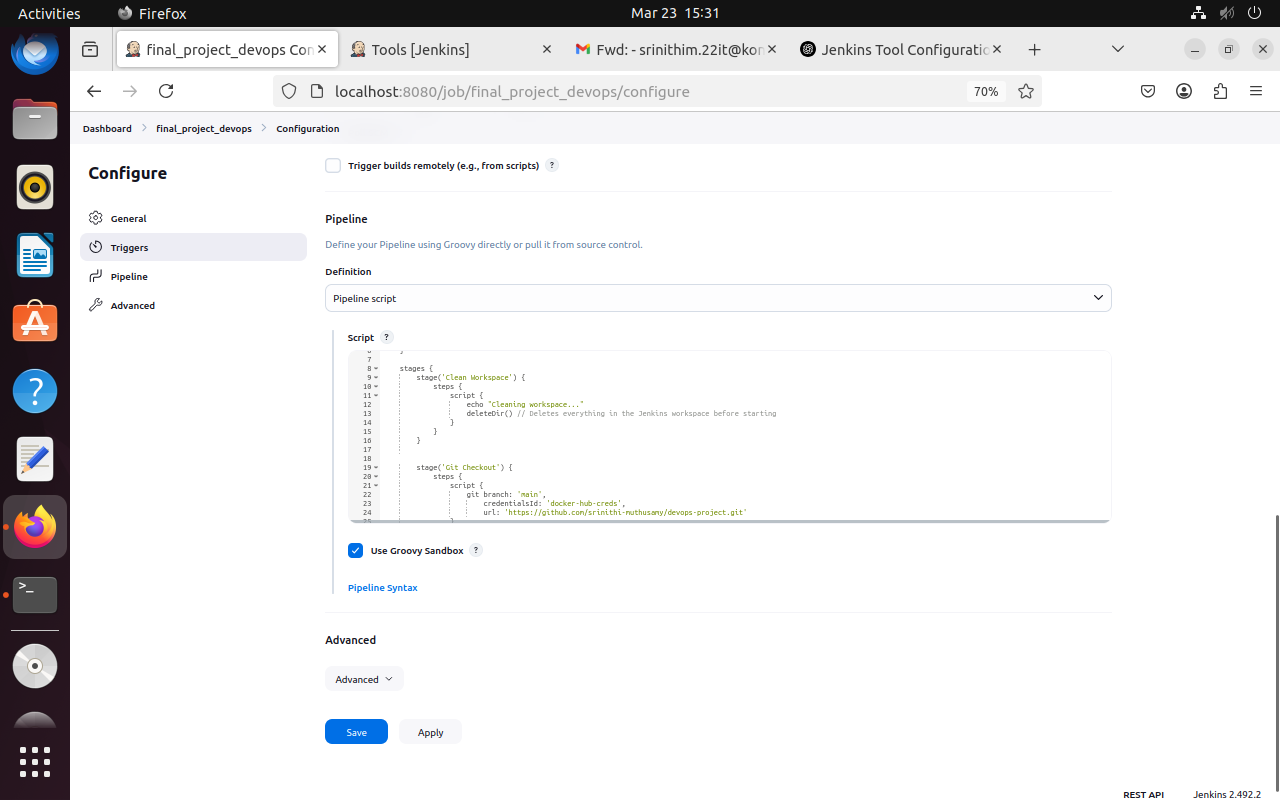 Activities
Firefox
Mar 23 15:31
final_project_devops Con
Tools [Jenkins]
Fwd: - srinithim.22it@kon
Jenkins Tool Configuratio
localhost:8080/job/final_project_devops/configure
70%
Dashboard
final_project_devops
Configuration
Configure
General
Triggers
Pipeline
Advanced
Trigger builds remotely (e.g., from scripts) ?
Pipeline
Define your Pipeline using Groovy directly or pull it from source control.
Definition
Pipeline script
Script ?
6 }
7
8 stages {
9 stage('Clean Workspace') {
10 steps {
11 script {
12 echo "Cleaning workspace..."
13 deleteDir() // Deletes everything in the Jenkins workspace before starting
14 }
15 }
16 }
17
18
19 stage('Git Checkout') {
20 steps {
21 script {
22 git branch: 'main',
23 credentialsId: 'docker-hub-creds',
24 url: 'https://github.com/srinithi-muthusamy/devops-project.git'
25 }
Use Groovy Sandbox ?
Pipeline Syntax
Advanced
Advanced
Save
Apply
REST API
Jenkins 2.492.2